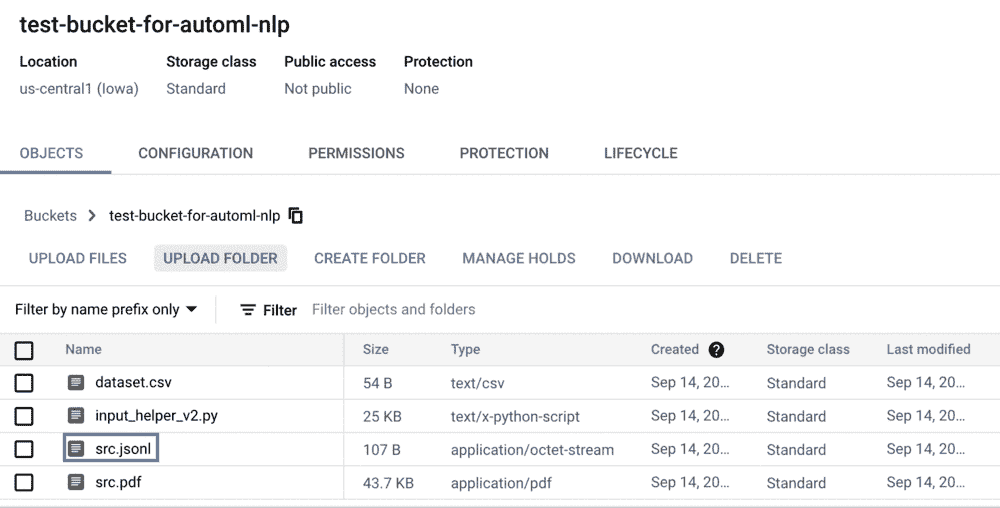 test-bucket-for-automl-nlp
Location Storage class Public access Protection
us-central1 (Iowa) Standard Not public None
OBJECTS CONFIGURATION PERMISSIONS PROTECTION LIFECYCLE
Buckets > test-bucket-for-automl-nlp
UPLOAD FILES UPLOAD FOLDER CREATE FOLDER MANAGE HOLDS DOWNLOAD DELETE
Filter by name prefix only Filter Filter objects and folders
Name Size Type Created ? Storage class Last modified
dataset.csv 54 B text/csv Sep 14, 20... Standard Sep 14, 20...
input_helper_v2.py 25 KB text/x-python-script Sep 14, 20... Standard Sep 14, 20...
src.jsonl 107 B application/octet-stream Sep 14, 20... Standard Sep 14, 20...
src.pdf 43.7 KB application/pdf Sep 14, 20... Standard Sep 14, 20...